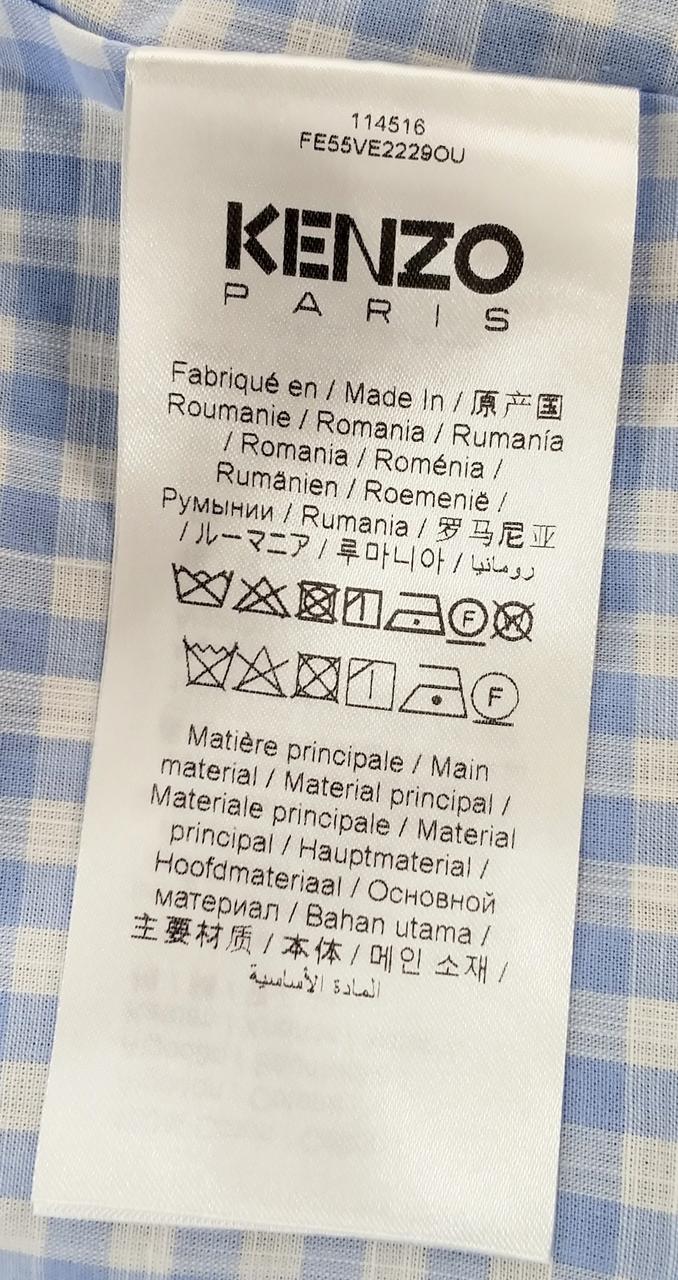 114516
FE55VE2229OU
KENZO
PARIS
Fabriqué en / Made In / 原产国
Roumanie / Romania / Rumanía
/ Romania / Roménia /
Rumänien / Roemenië /
Румынии / Rumania / 罗马尼亚
/ ルーマニア / 루마니아 / رومانيا
F W
F
Matière principale / Main
material / Material principal /
Materiale principale / Material
principal / Hauptmaterial /
Hoofdmateriaal / Основной
материал / Bahan utama /
主要材质 / 本体 / 메인 소재 /
المادة الأساسية